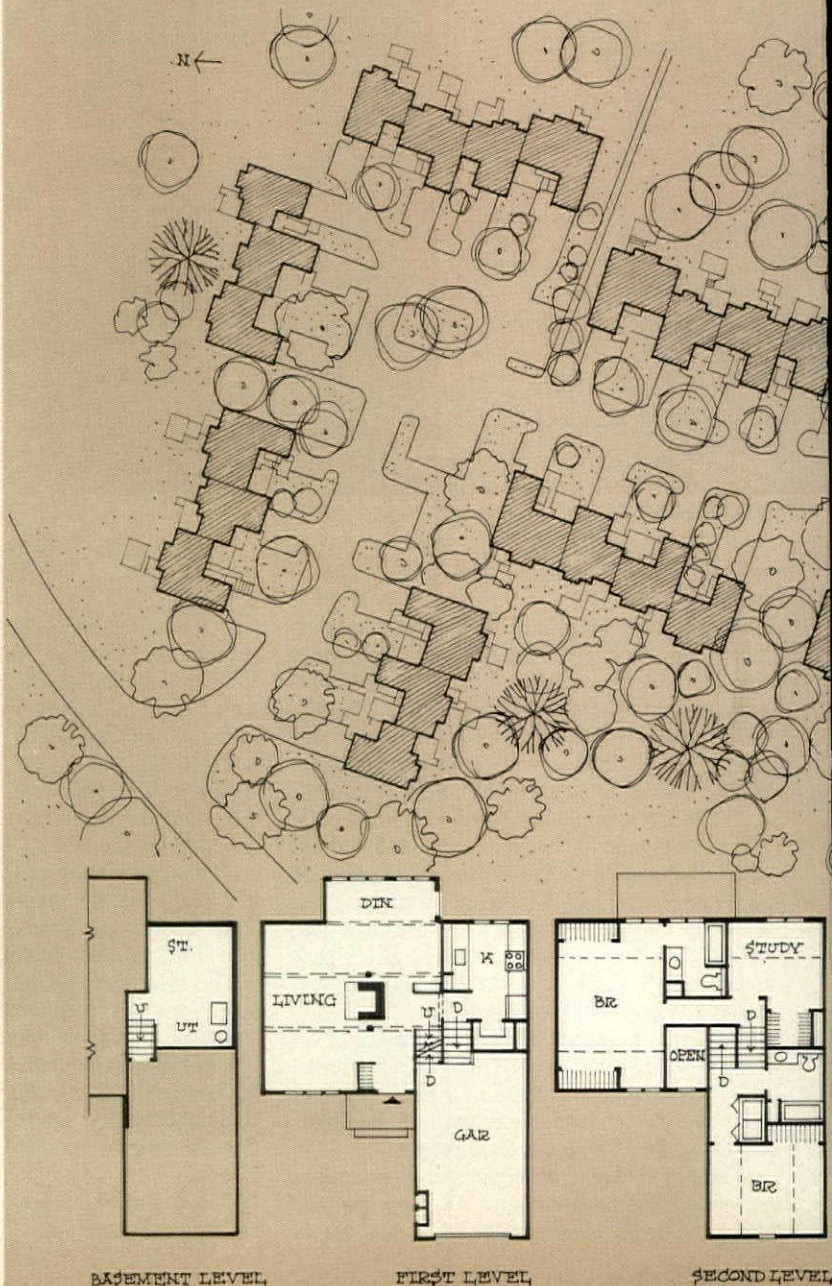 N
ST.
U
UT
DIN
LIVING
K
U
D
D
GAR
BR
STUDY
OPEN
D
D
BR
BASEMENT LEVEL
FIRST LEVEL
SECOND LEVEL